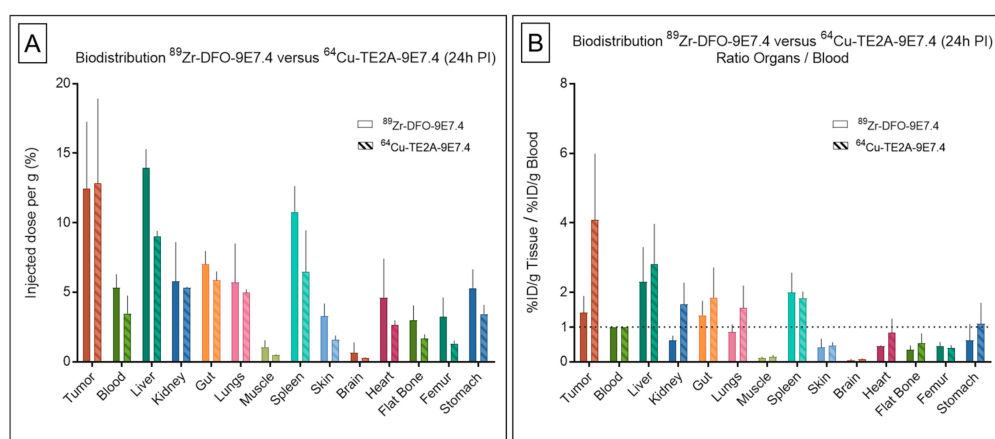 A
Biodistribution ⁸⁹Zr-DFO-9E7.4 versus ⁶⁴Cu-TE2A-9E7.4 (24h PI)
20
15
10
5
0
Injected dose per g (%)
⁸⁹Zr-DFO-9E7.4
⁶⁴Cu-TE2A-9E7.4
Tumor
Blood
Liver
Kidney
Gut
Lungs
Muscle
Spleen
Skin
Brain
Heart
Flat Bone
Femur
Stomach
B
Biodistribution ⁸⁹Zr-DFO-9E7.4 versus ⁶⁴Cu-TE2A-9E7.4 (24h PI)
Ratio Organs / Blood
8
6
4
2
1
0
%ID/g Tissue / %ID/g Blood
⁸⁹Zr-DFO-9E7.4
⁶⁴Cu-TE2A-9E7.4
Tumor
Blood
Liver
Kidney
Gut
Lungs
Muscle
Spleen
Skin
Brain
Heart
Flat Bone
Femur
Stomach